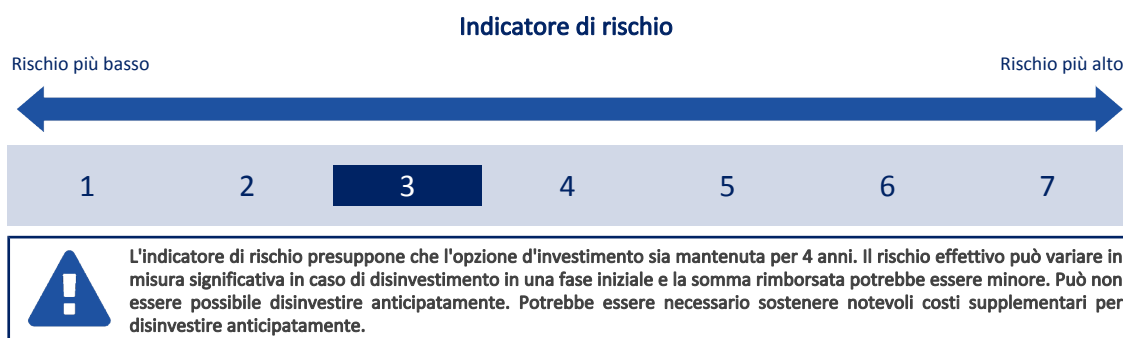 Indicatore di rischio
Rischio più basso
Rischio più alto
1 2 3 4 5 6 7
L'indicatore di rischio presuppone che l'opzione d'investimento sia mantenuta per 4 anni. Il rischio effettivo può variare in
misura significativa in caso di disinvestimento in una fase iniziale e la somma rimborsata potrebbe essere minore. Può non
essere possibile disinvestire anticipatamente. Potrebbe essere necessario sostenere notevoli costi supplementari per
disinvestire anticipatamente.